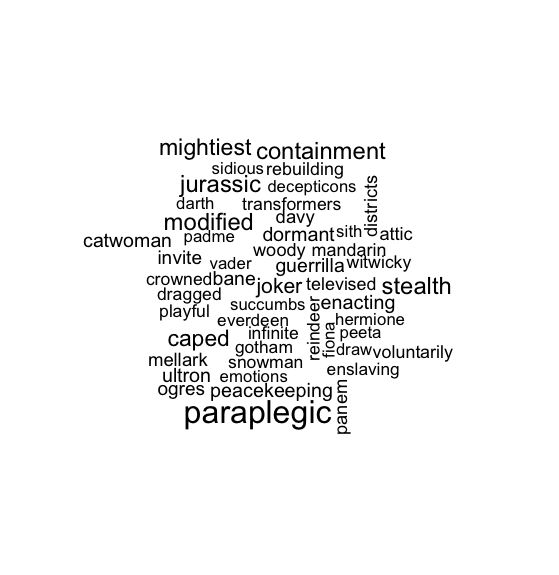 mightiest containment
sidious rebuilding
jurassic decepticons
districts
darth transformers
modified davy
catwoman padme dormant sith attic
woody mandarin
invite vader guerrilla witwicky
crowned bane joker televised stealth
dragged succumbs enacting
playful everdeen hermione
reindeer
fiona
caped infinite peeta
gotham draw voluntarily
mellark snowman
ultron emotions enslaving
ogres peacekeeping
panem
paraplegic